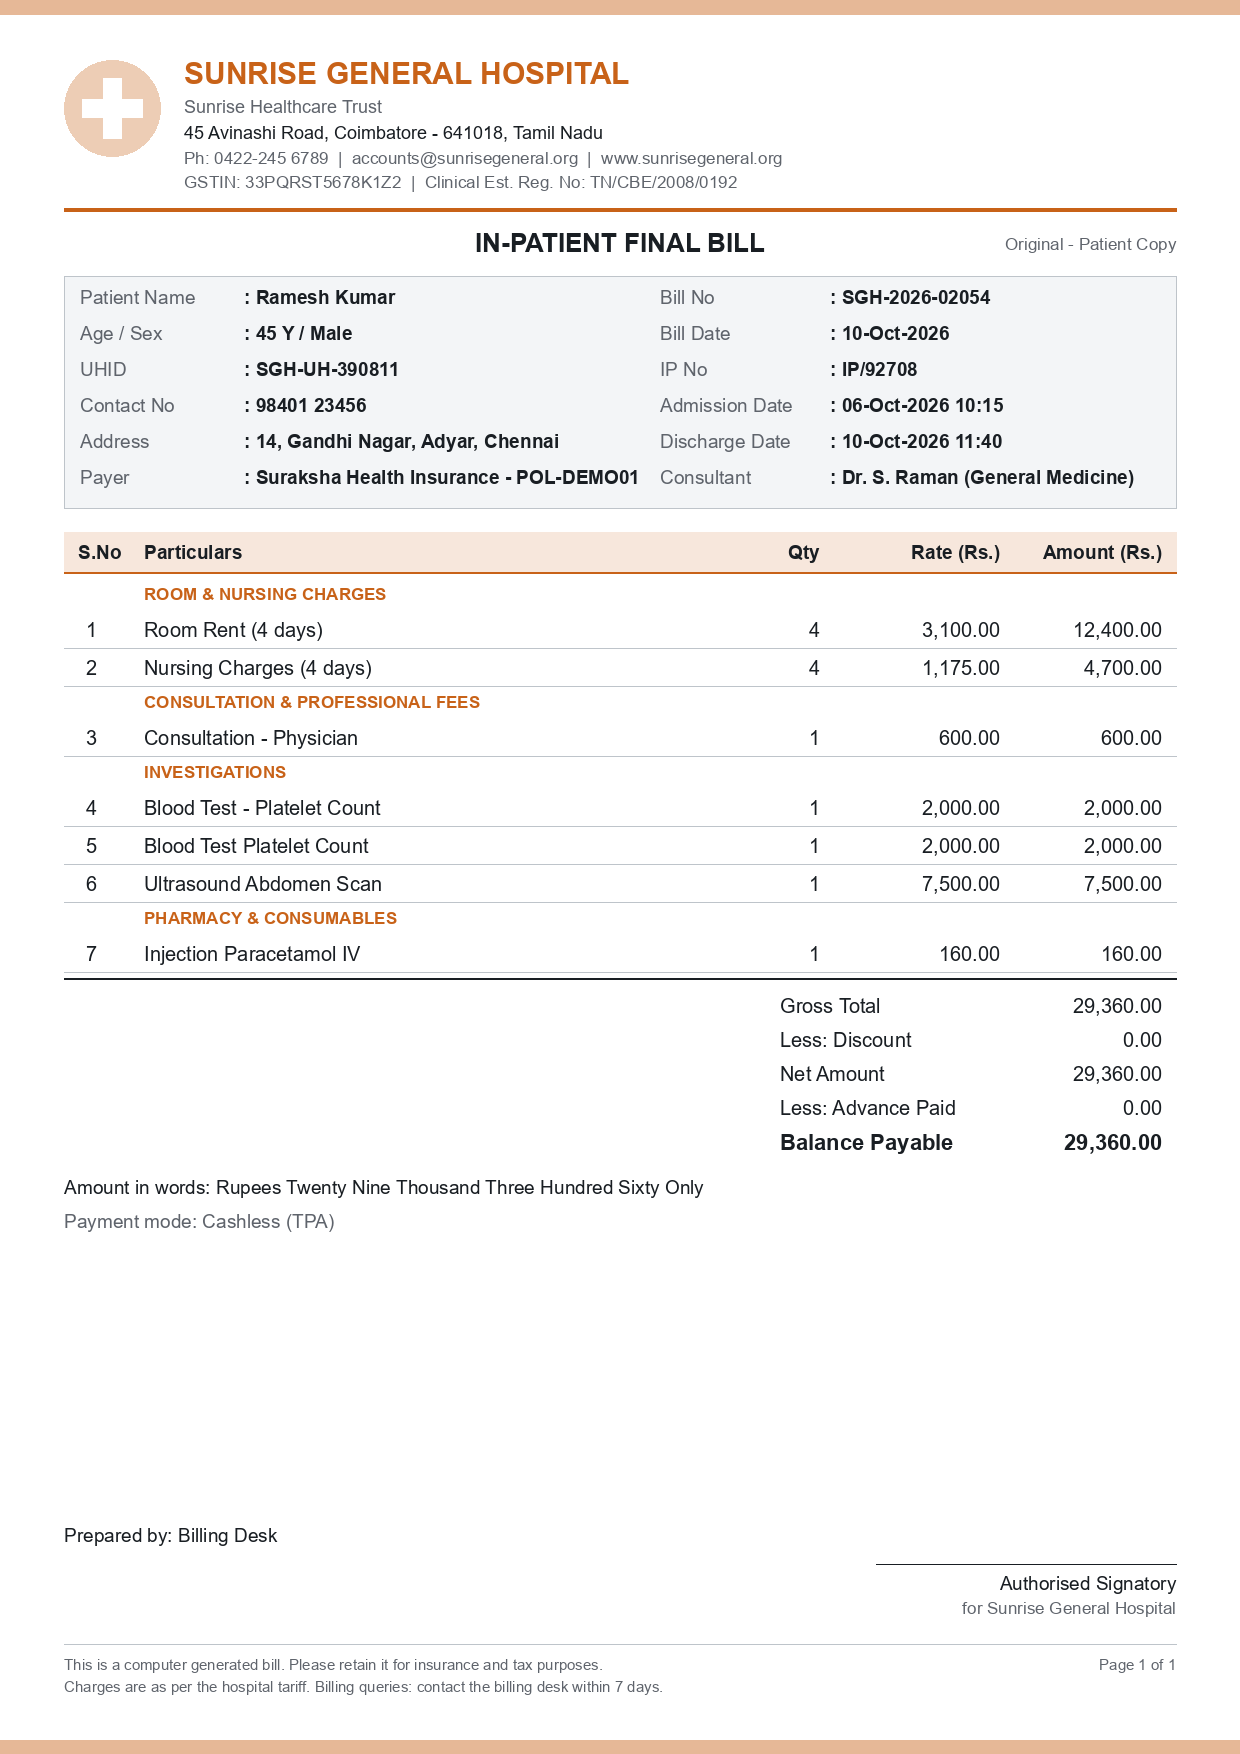 SUNRISE GENERAL HOSPITAL
Sunrise Healthcare Trust
45 Avinashi Road, Coimbatore - 641018, Tamil Nadu
Ph: 0422-245 6789 | accounts@sunrisegeneral.org | www.sunrisegeneral.org
GSTIN: 33PQRST5678K1Z2 | Clinical Est. Reg. No: TN/CBE/2008/0192
IN-PATIENT FINAL BILL Original - Patient Copy
Patient Name : Ramesh Kumar Bill No : SGH-2026-02054
Age / Sex : 45 Y / Male Bill Date : 10-Oct-2026
UHID : SGH-UH-390811 IP No : IP/92708
Contact No : 98401 23456 Admission Date : 06-Oct-2026 10:15
Address : 14, Gandhi Nagar, Adyar, Chennai Discharge Date : 10-Oct-2026 11:40
Payer : Suraksha Health Insurance - POL-DEMO01 Consultant : Dr. S. Raman (General Medicine)
S.No Particulars Qty Rate (Rs.) Amount (Rs.)
ROOM & NURSING CHARGES
1 Room Rent (4 days) 4 3,100.00 12,400.00
2 Nursing Charges (4 days) 4 1,175.00 4,700.00
CONSULTATION & PROFESSIONAL FEES
3 Consultation - Physician 1 600.00 600.00
INVESTIGATIONS
4 Blood Test - Platelet Count 1 2,000.00 2,000.00
5 Blood Test Platelet Count 1 2,000.00 2,000.00
6 Ultrasound Abdomen Scan 1 7,500.00 7,500.00
PHARMACY & CONSUMABLES
7 Injection Paracetamol IV 1 160.00 160.00
Gross Total 29,360.00
Less: Discount 0.00
Net Amount 29,360.00
Less: Advance Paid 0.00
Balance Payable 29,360.00
Amount in words: Rupees Twenty Nine Thousand Three Hundred Sixty Only
Payment mode: Cashless (TPA)
Prepared by: Billing Desk
Authorised Signatory
for Sunrise General Hospital
This is a computer generated bill. Please retain it for insurance and tax purposes. Page 1 of 1
Charges are as per the hospital tariff. Billing queries: contact the billing desk within 7 days.